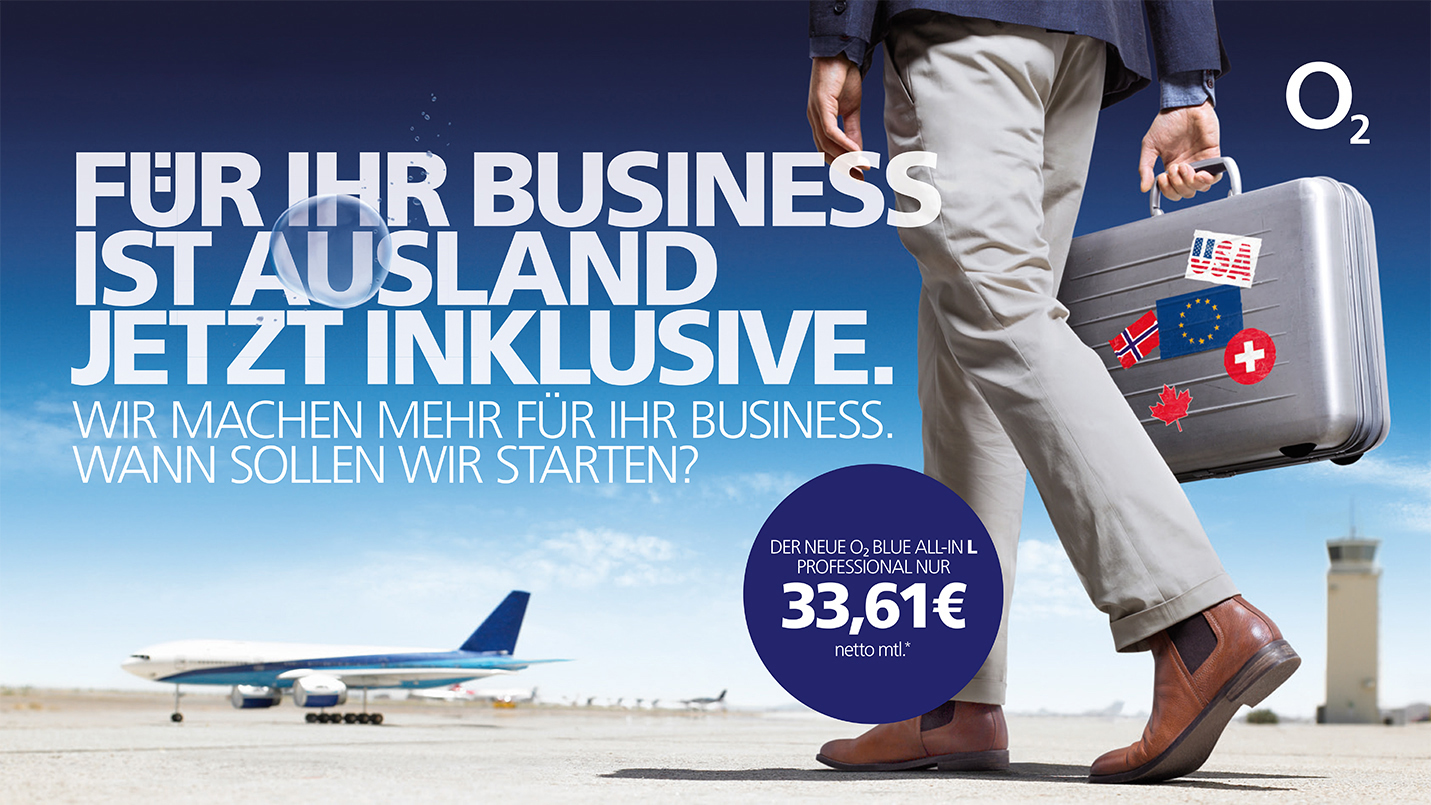 O2
FÜR IHR BUSINESS
IST AUSLAND
JETZT INKLUSIVE.
WIR MACHEN MEHR FÜR IHR BUSINESS.
WANN SOLLEN WIR STARTEN?
USA
DER NEUE O₂ BLUE ALL-IN L
PROFESSIONAL NUR
33,61€
netto mtl.*